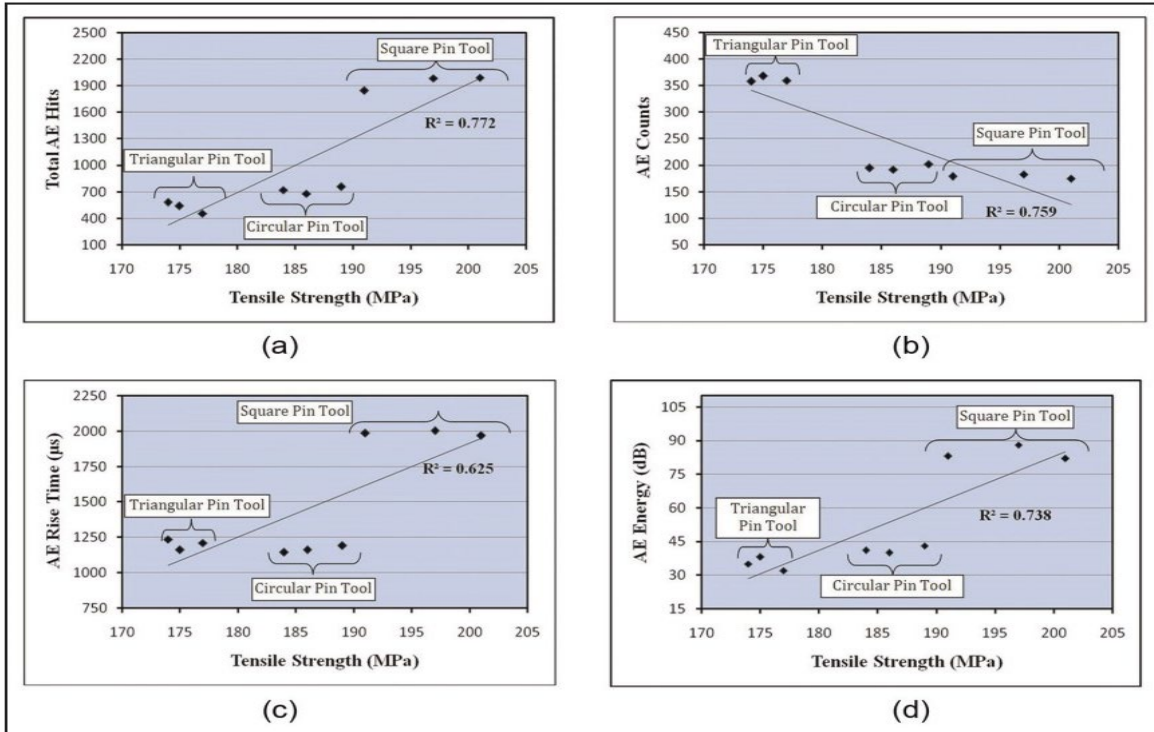 2500
2200
1900
1600
1300
1000
700
400
100
Total AE Hits
Square Pin Tool
R² = 0.772
Triangular Pin Tool
Circular Pin Tool
170 175 180 185 190 195 200 205
Tensile Strength (MPa)
(a)
450
400
350
300
250
200
150
100
50
AE Counts
Triangular Pin Tool
Square Pin Tool
Circular Pin Tool
R² = 0.759
170 175 180 185 190 195 200 205
Tensile Strength (MPa)
(b)
2250
2000
1750
1500
1250
1000
750
AE Rise Time (μs)
Square Pin Tool
R² = 0.625
Triangular Pin Tool
Circular Pin Tool
170 175 180 185 190 195 200 205
Tensile Strength (MPa)
(c)
105
90
75
60
45
30
15
AE Energy (dB)
Square Pin Tool
Triangular
Pin Tool
R² = 0.738
Circular Pin Tool
170 175 180 185 190 195 200 205
Tensile Strength (MPa)
(d)